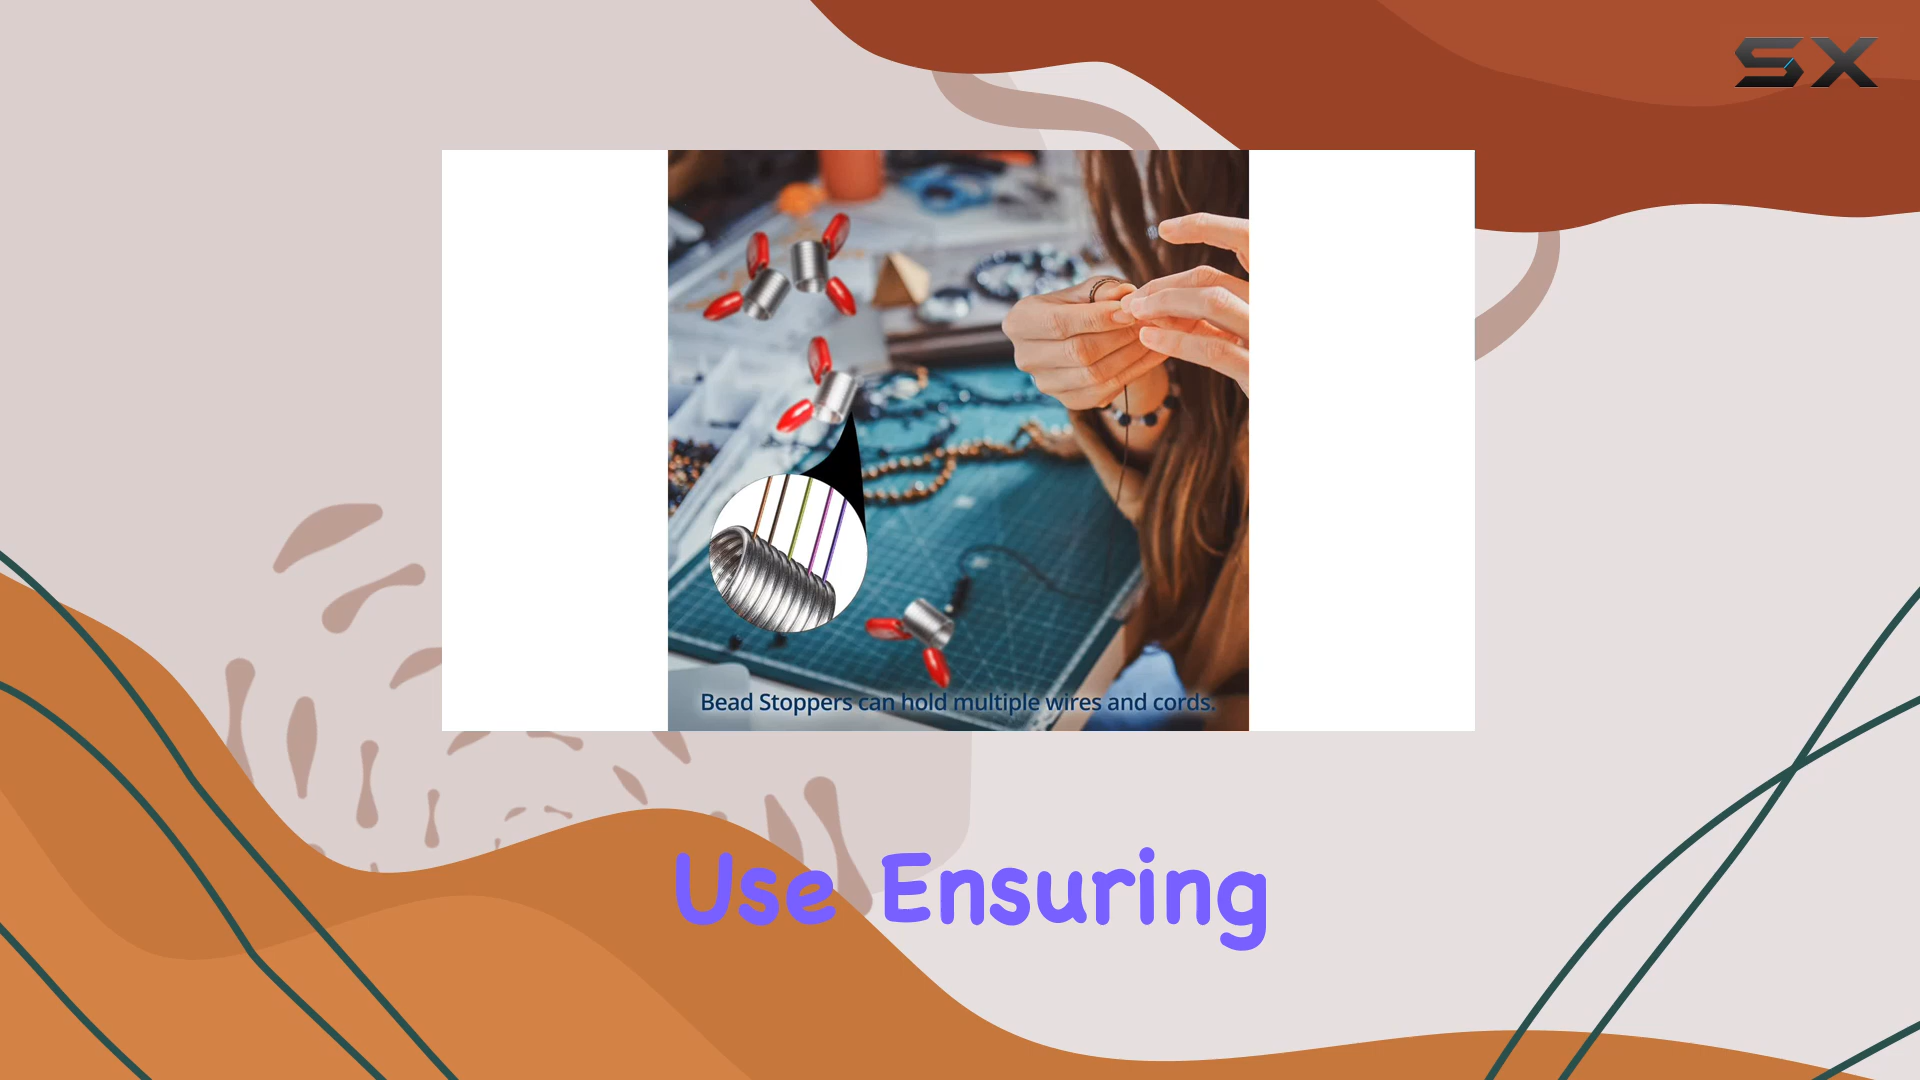 SX
Bead Stoppers can hold multiple wires and cords.
Use Ensuring